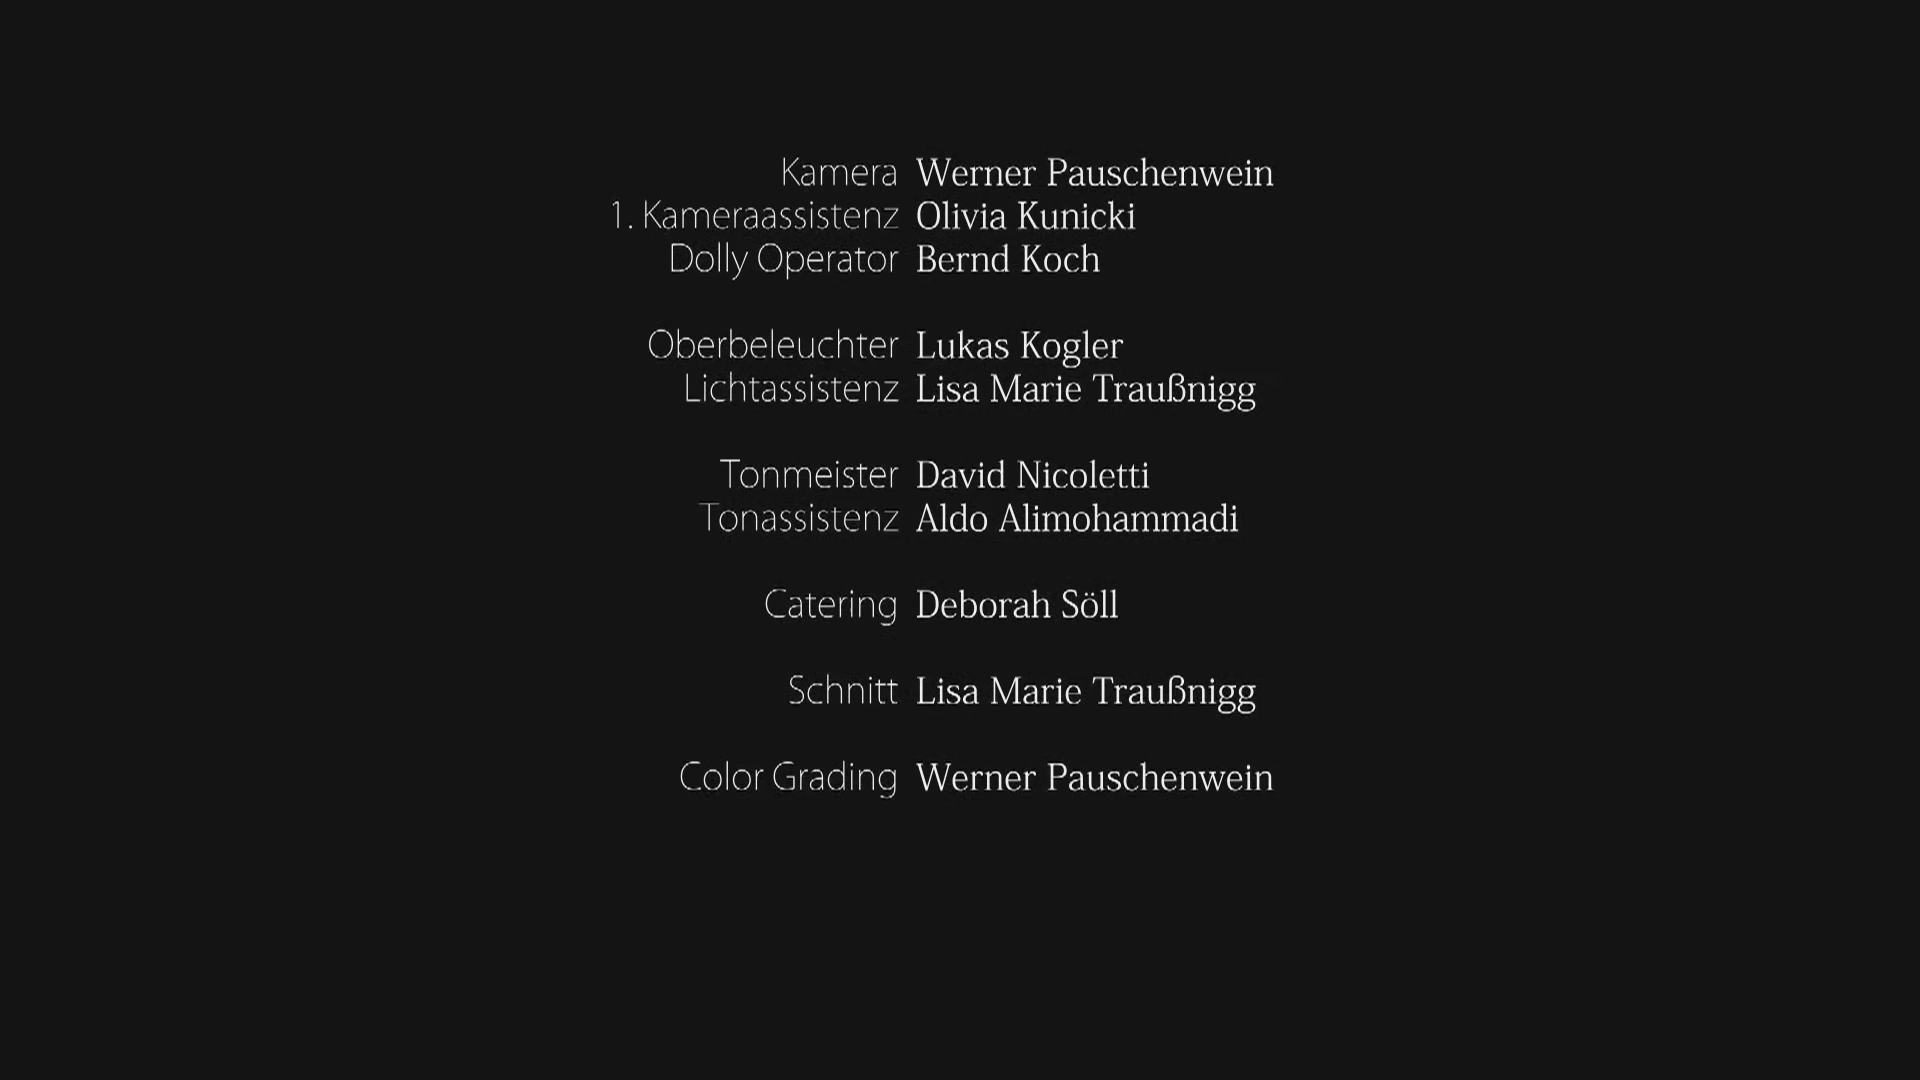 Kamera Werner Pauschenwein
1. Kameraassistenz Olivia Kunicki
Dolly Operator Bernd Koch
Oberbeleuchter Lukas Kogler
Lichtassistenz Lisa Marie Traußnigg
Tonmeister David Nicoletti
Tonassistenz Aldo Alimohammadi
Catering Deborah Söll
Schnitt Lisa Marie Traußnigg
Color Grading Werner Pauschenwein